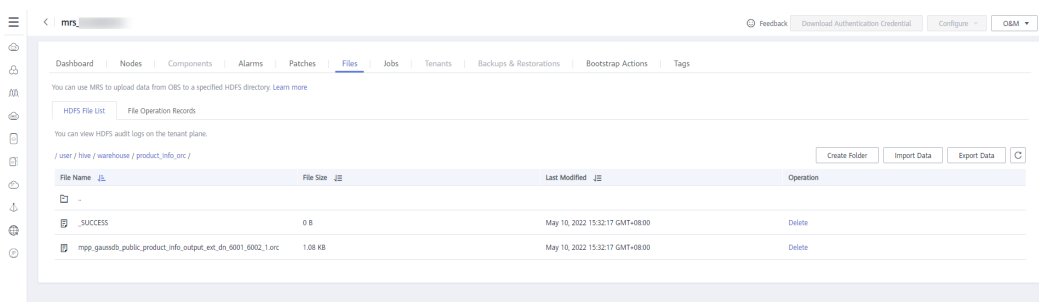 mrs_
Feedback
Download Authentication Credential
Configure
O&M
Dashboard Nodes Components Alarms Patches Files Jobs Tenants Backups & Restorations Bootstrap Actions Tags
You can use MRS to upload data from OBS to a specified HDFS directory. Learn more
HDFS File List File Operation Records
You can view HDFS audit logs on the tenant plane.
/ user / hive / warehouse / product_info_orc /
Create Folder Import Data Export Data
File Name File Size Last Modified Operation
..
_SUCCESS 0 B May 10, 2022 15:32:17 GMT+08:00 Delete
mpp_gaussdb_public_product_info_output_ext_dn_6001_6002_1.orc 1.08 KB May 10, 2022 15:32:17 GMT+08:00 Delete